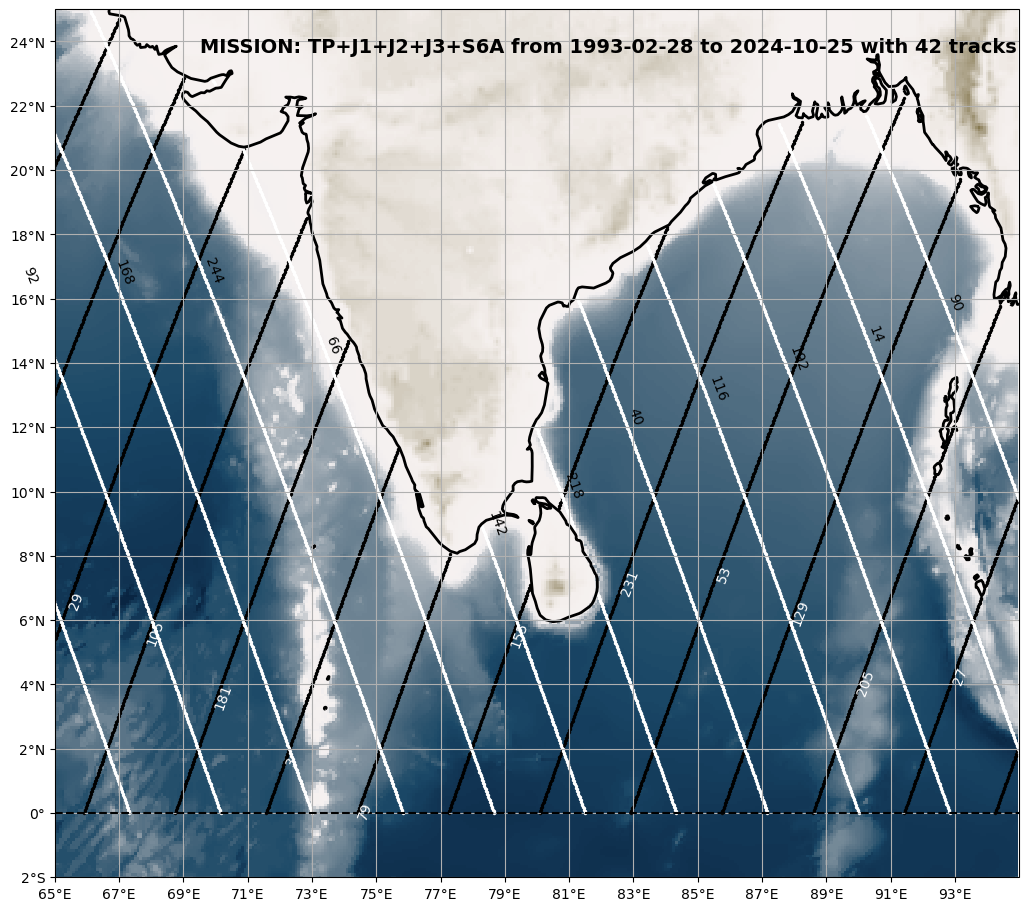 MISSION: TP+J1+J2+J3+S6A from 1993-02-28 to 2024-10-25 with 42 tracks
24°N
22°N
20°N
18°N
16°N
14°N
12°N
10°N
8°N
6°N
4°N
2°N
0°
2°S
92
168
244
66
90
14
192
116
40
218
142
29
105
181
3
79
155
231
53
129
205
27
65°E
67°E
69°E
71°E
73°E
75°E
77°E
79°E
81°E
83°E
85°E
87°E
89°E
91°E
93°E